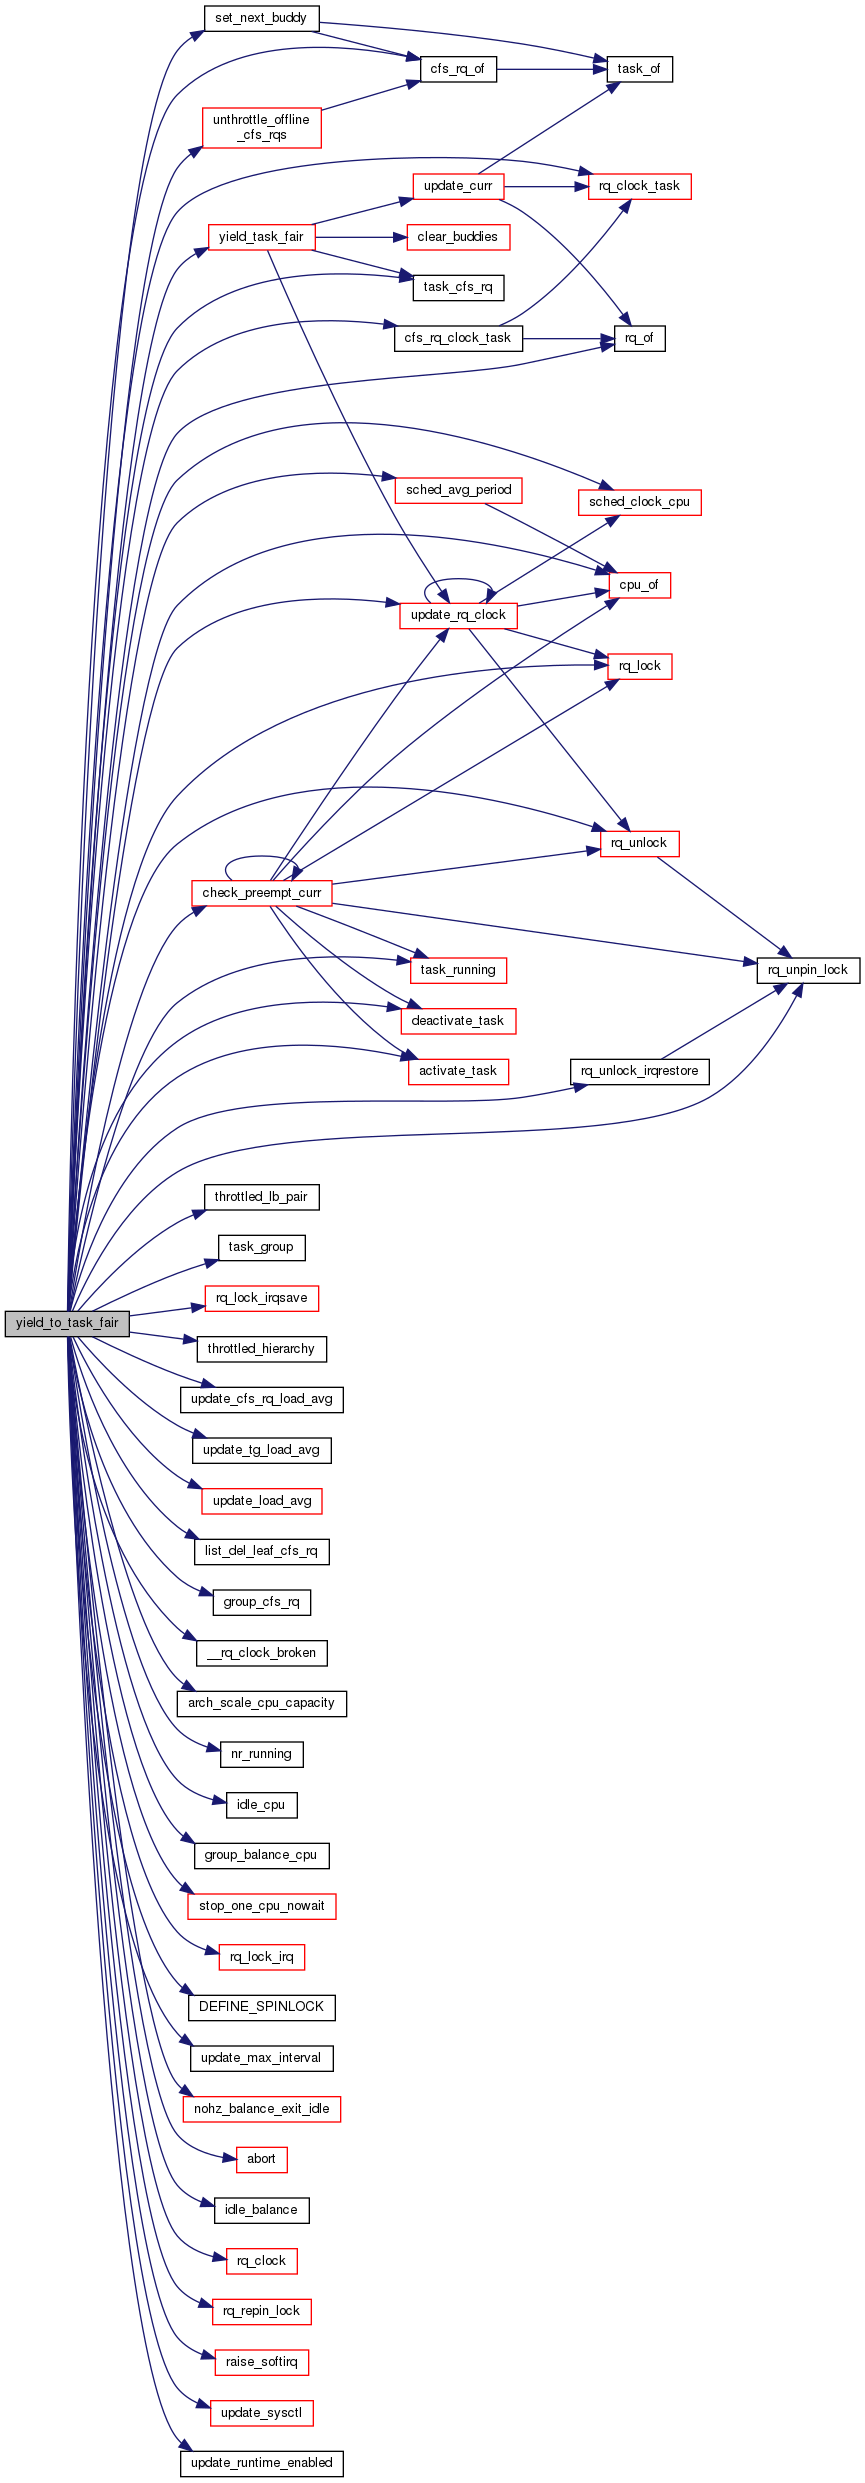 set_next_buddy
cfs_rq_of
task_of
unthrottle_offline
_cfs_rqs
update_curr
rq_clock_task
yield_task_fair
clear_buddies
task_cfs_rq
cfs_rq_clock_task
rq_of
sched_avg_period
sched_clock_cpu
cpu_of
update_rq_clock
rq_lock
rq_unlock
check_preempt_curr
task_running
rq_unpin_lock
deactivate_task
activate_task
rq_unlock_irqrestore
throttled_lb_pair
task_group
rq_lock_irqsave
yield_to_task_fair
throttled_hierarchy
update_cfs_rq_load_avg
update_tg_load_avg
update_load_avg
list_del_leaf_cfs_rq
group_cfs_rq
__rq_clock_broken
arch_scale_cpu_capacity
nr_running
idle_cpu
group_balance_cpu
stop_one_cpu_nowait
rq_lock_irq
DEFINE_SPINLOCK
update_max_interval
nohz_balance_exit_idle
abort
idle_balance
rq_clock
rq_repin_lock
raise_softirq
update_sysctl
update_runtime_enabled